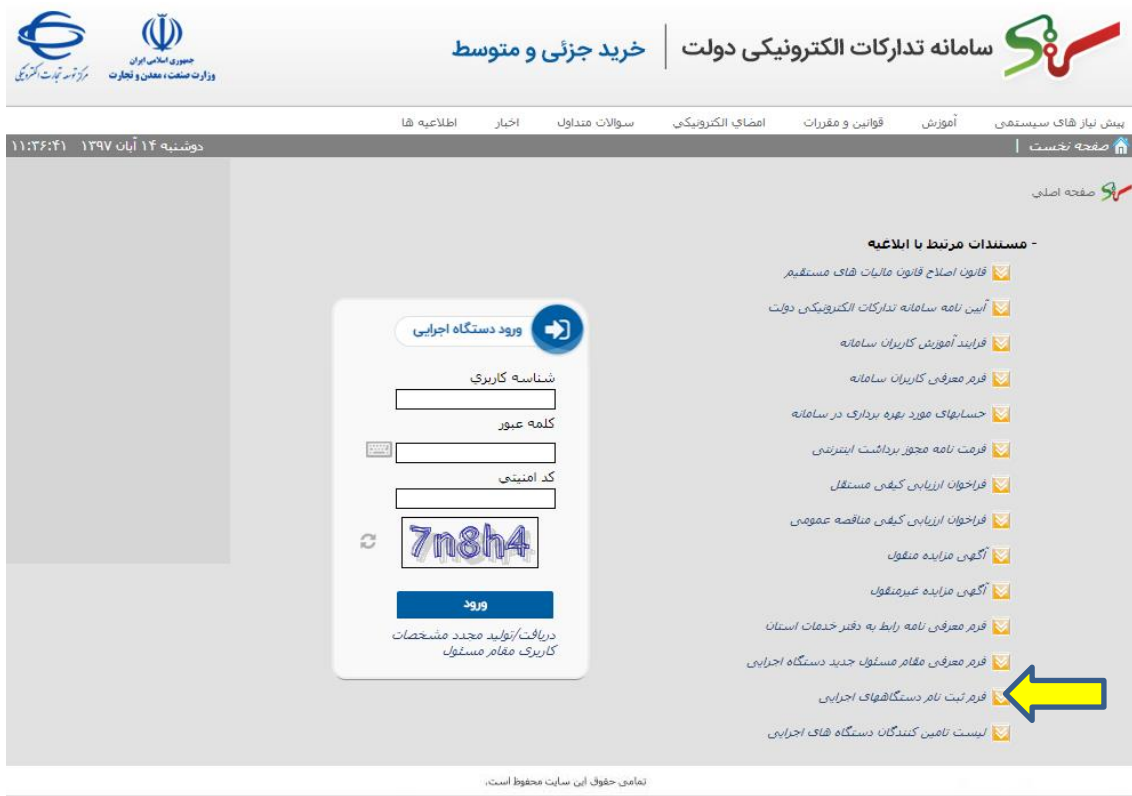 سامانه تدارکات الکترونیکی دولت
خرید جزئی و متوسط
جمهوری اسلامی ایران
وزارت صنعت، معدن و تجارت
مرکز توسعه تجارت الکترونیکی
پیش نیاز های سیستمی
آموزش
قوانین و مقررات
امضاي الکترونیکي
سوالات متداول
اخبار
اطلاعیه ها
صفحه نخست |
دوشنبه ۱۴ آبان ۱۳۹۷ ۱۱:۳۶:۴۱
صفحه اصلي
- مستندات مرتبط با ابلاغیه
قانون اصلاح قانون مالیات های مستقیم
آیین نامه سامانه تدارکات الکترونیکی دولت
فرایند آموزش کاربران سامانه
فرم معرفی کاربران سامانه
حسابهای مورد بهره برداری در سامانه
فرمت نامه مجوز برداشت اینترنتی
فراخوان ارزیابی کیفی مستقل
فراخوان ارزیابی کیفی مناقصه عمومی
آگهی مزایده منقول
آگهی مزایده غیرمنقول
فرم معرفی نامه رابط به دفتر خدمات استان
فرم معرفی مقام مسئول جدید دستگاه اجرایی
فرم ثبت نام دستگاههای اجرایی
لیست تامین کنندگان دستگاه های اجرایی
ورود دستگاه اجرایی
شناسه کاربري
کلمه عبور
کد امنیتي
7n8h4
ورود
دریافت/تولید مجدد مشخصات
کاربری مقام مسئول
تمامی حقوق این سایت محفوظ است.